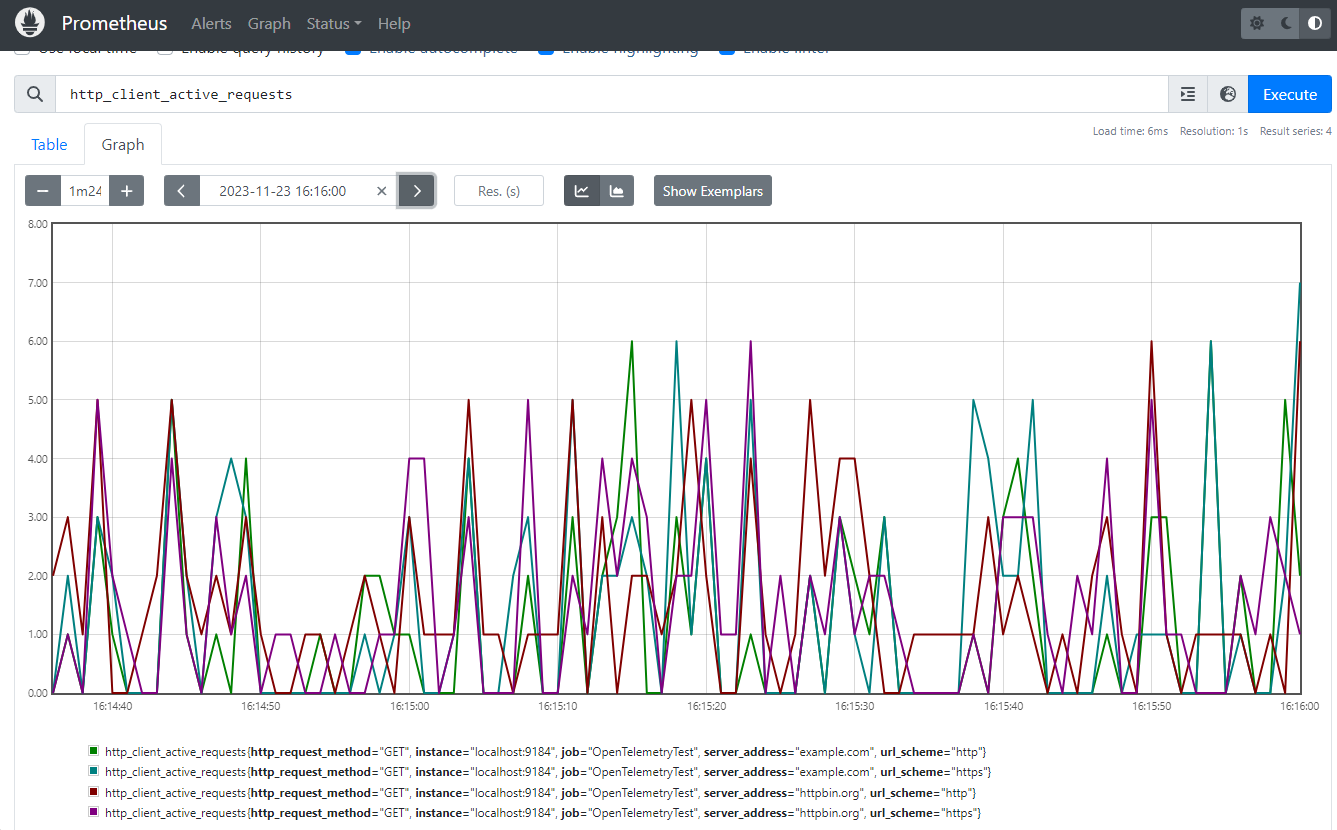 Prometheus Alerts Graph Status Help
Use local time Enable query history Enable autocomplete Enable highlighting Enable linter
http_client_active_requests Execute
Load time: 6ms Resolution: 1s Result series: 4
Table Graph
1m24 2023-11-23 16:16:00 Res. (s) Show Exemplars
8.00
7.00
6.00
5.00
4.00
3.00
2.00
1.00
0.00
16:14:40 16:14:50 16:15:00 16:15:10 16:15:20 16:15:30 16:15:40 16:15:50 16:16:00
http_client_active_requests{http_request_method="GET", instance="localhost:9184", job="OpenTelemetryTest", server_address="example.com", url_scheme="http"}
http_client_active_requests{http_request_method="GET", instance="localhost:9184", job="OpenTelemetryTest", server_address="example.com", url_scheme="https"}
http_client_active_requests{http_request_method="GET", instance="localhost:9184", job="OpenTelemetryTest", server_address="httpbin.org", url_scheme="http"}
http_client_active_requests{http_request_method="GET", instance="localhost:9184", job="OpenTelemetryTest", server_address="httpbin.org", url_scheme="https"}